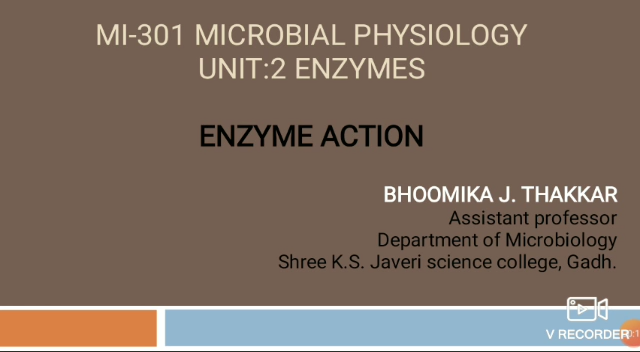 MI-301 MICROBIAL PHYSIOLOGY
UNIT:2 ENZYMES
ENZYME ACTION
BHOOMIKA J. THAKKAR
Assistant professor
Department of Microbiology
Shree K.S. Javeri science college, Gadh.
V RECORDER